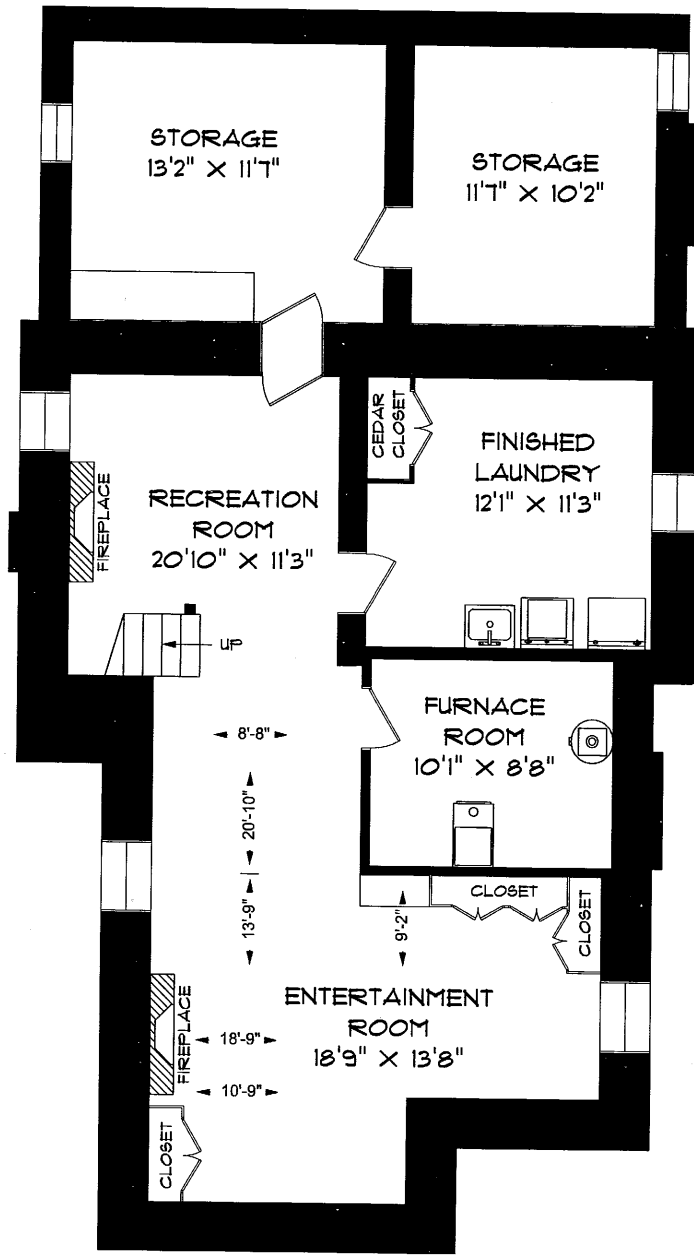 STORAGE
13'2" X 11'7"
STORAGE
11'7" X 10'2"
CEDAR
CLOSET
FINISHED
LAUNDRY
12'1" X 11'3"
FIREPLACE
RECREATION
ROOM
20'10" X 11'3"
UP
FURNACE
ROOM
10'1" X 8'8"
8'-8"
20'-10"
13'-9"
9'-2"
CLOSET
CLOSET
ENTERTAINMENT
ROOM
18'9" X 13'8"
FIREPLACE
18'-9"
10'-9"
CLOSET